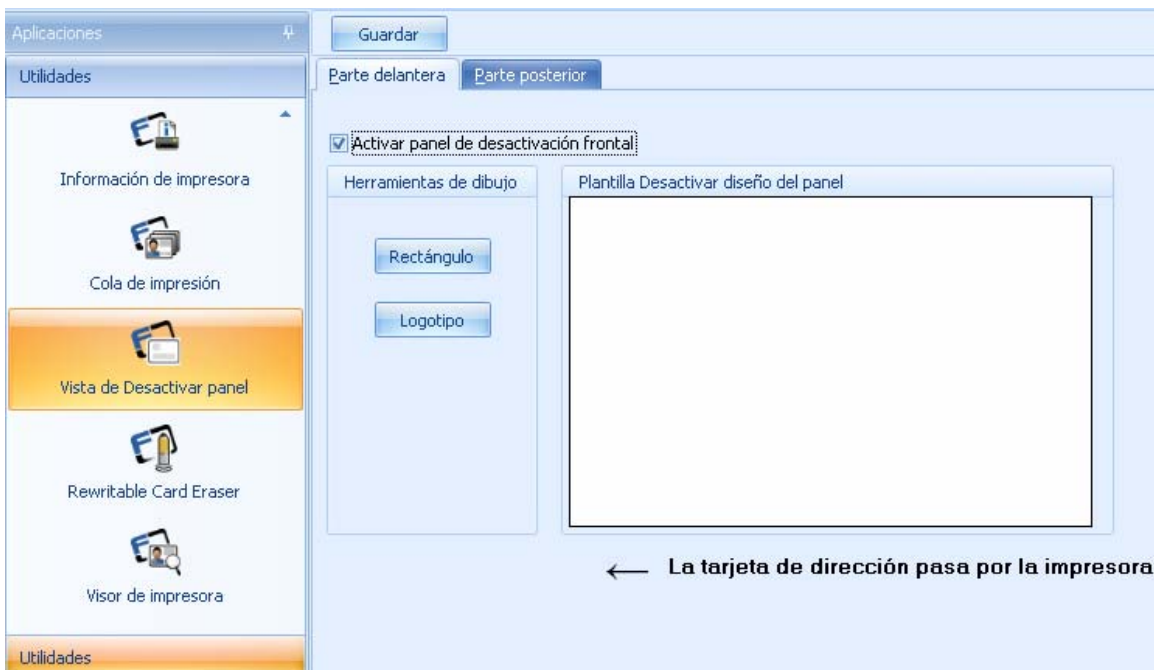 Aplicaciones
Utilidades
Información de impresora
Cola de impresión
Vista de Desactivar panel
Rewritable Card Eraser
Visor de impresora
Utilidades
Guardar
Parte delantera
Parte posterior
Activar panel de desactivación frontal
Herramientas de dibujo
Rectángulo
Logotipo
Plantilla Desactivar diseño del panel
← La tarjeta de dirección pasa por la impresora